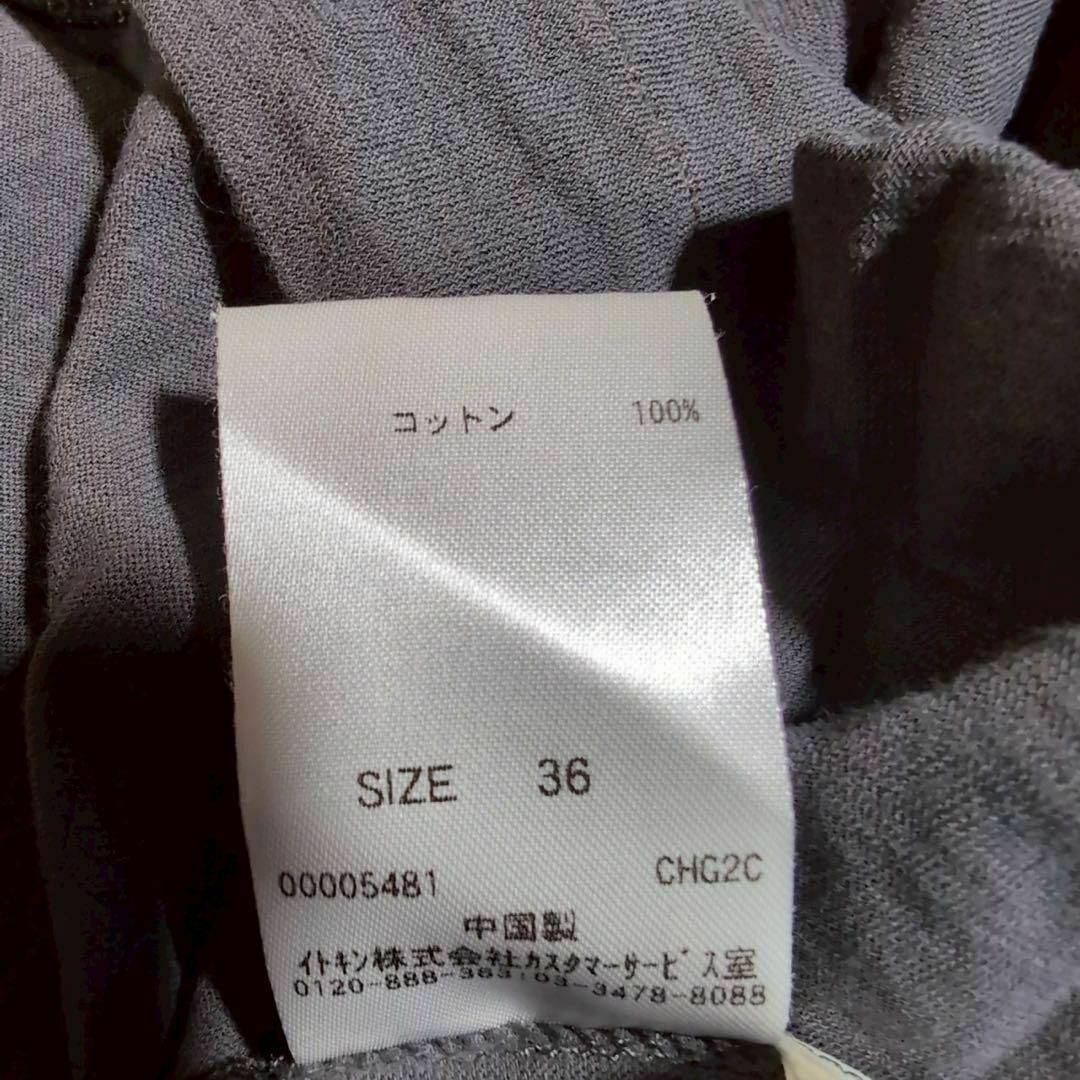 コットン 100%
SIZE 36
00005481 CHG2C
中国製
イトキン株式会社カスタマーサービス室
0120-888-363:03-3478-8088